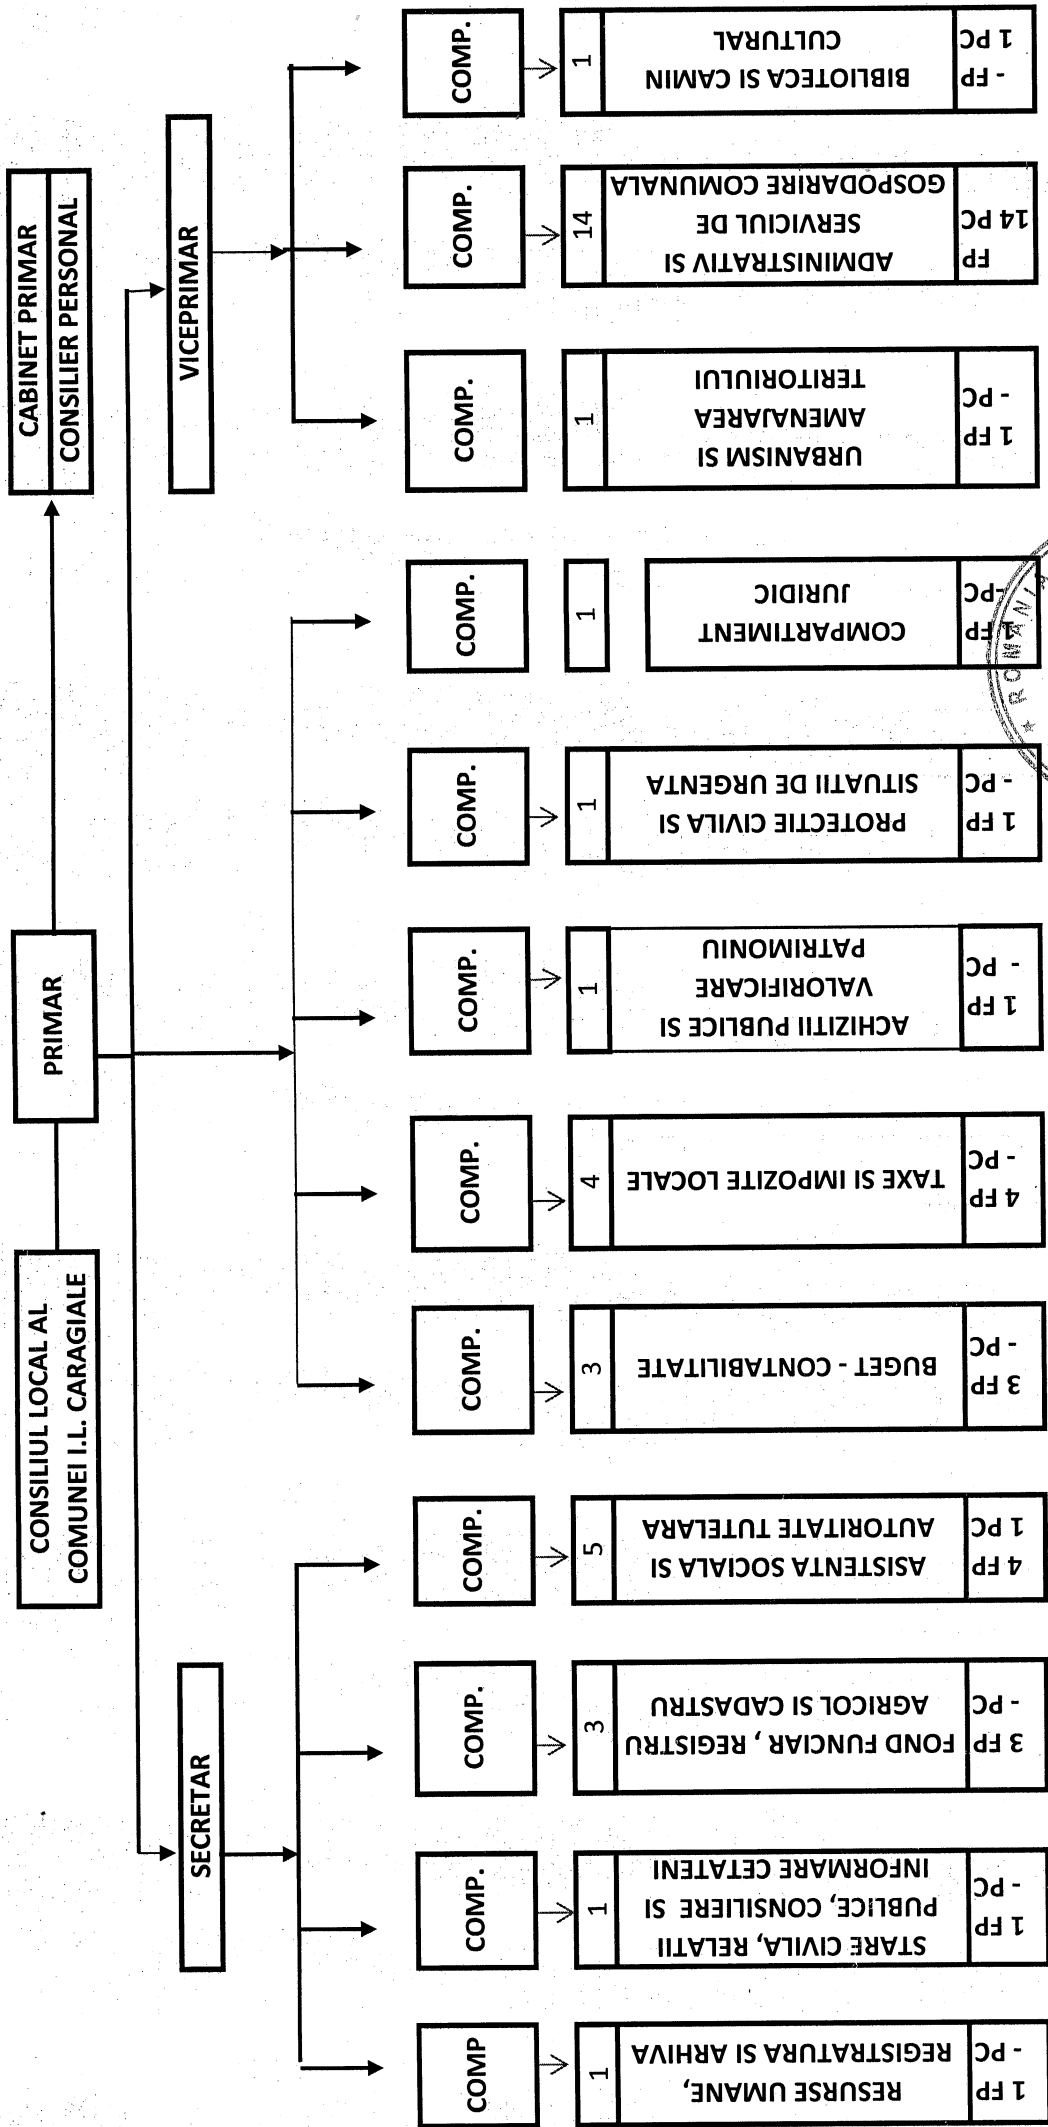 CONSILIUL LOCAL AL
COMUNEI I.L. CARAGIALE
PRIMAR
CABINET PRIMAR
CONSILIER PERSONAL
SECRETAR
VICEPRIMAR
COMP
1
RESURSE UMANE,
REGISTRATURA SI ARHIVA
1 FP
- PC
COMP.
1
STARE CIVILA, RELATII
PUBLICE, CONSILIERE SI
INFORMARE CETATENI
1 FP
- PC
COMP.
3
FOND FUNCIAR , REGISTRU
AGRICOL SI CADASTRU
3 FP
- PC
COMP.
5
ASISTENTA SOCIALA SI
AUTORITATE TUTELARA
4 FP
1 PC
COMP.
3
BUGET - CONTABILITATE
3 FP
- PC
COMP.
4
TAXE SI IMPOZITE LOCALE
4 FP
- PC
COMP.
1
ACHIZITII PUBLICE SI
VALORIFICARE
PATRIMONIU
1 FP
- PC
COMP.
1
PROTECTIE CIVILA SI
SITUATII DE URGENTA
1 FP
- PC
COMP.
1
COMPARTIMENT
JURIDIC
1 FP
-PC
COMP.
1
URBANISM SI
AMENAJAREA
TERITORIULUI
1 FP
- PC
COMP.
14
ADMINISTRATIV SI
SERVICIUL DE
GOSPODARIRE COMUNALA
FP
14 PC
COMP.
1
BIBLIOTECA SI CAMIN
CULTURAL
- FP
1 PC
★ ROMANIA